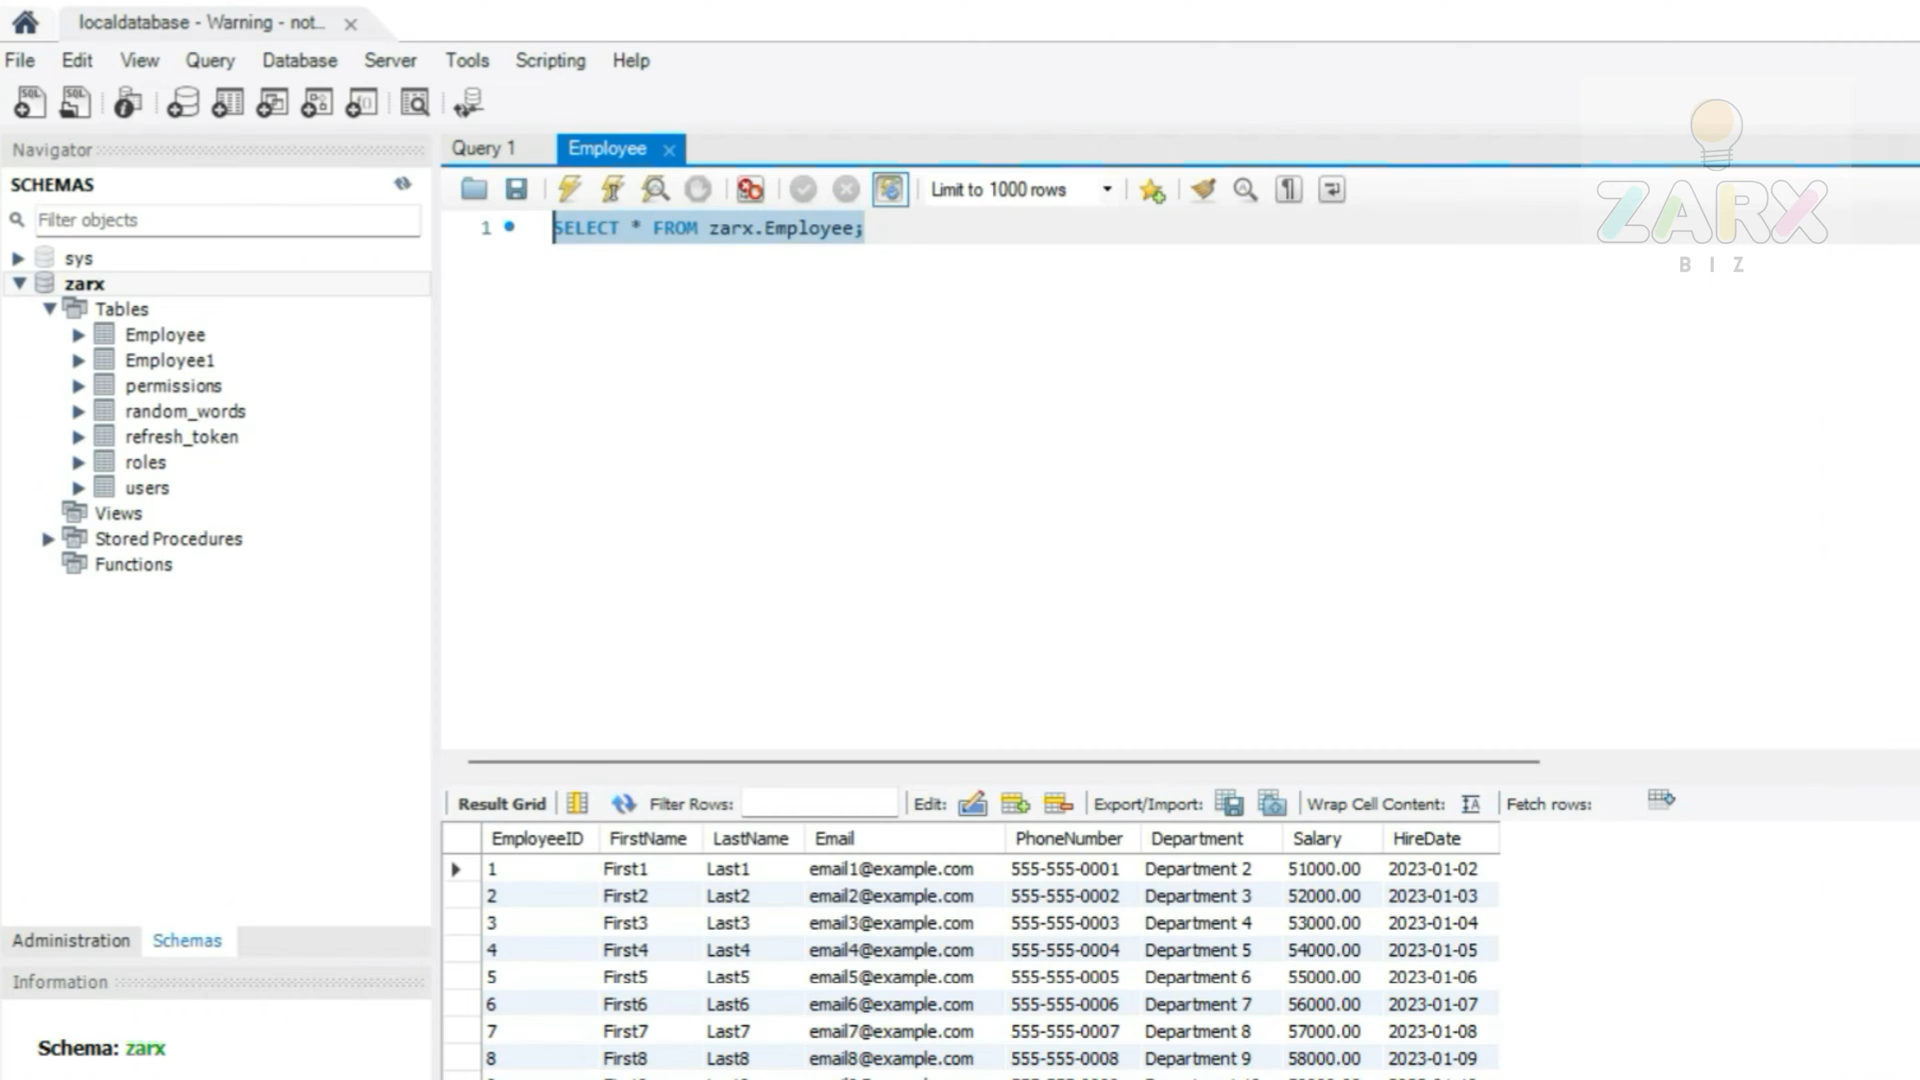 localdatabase - Warning - not...
File Edit View Query Database Server Tools Scripting Help
SQL SQL
Navigator
SCHEMAS
Filter objects
sys
zarx
Tables
Employee
Employee1
permissions
random_words
refresh_token
roles
users
Views
Stored Procedures
Functions
Administration Schemas
Information
Schema: zarx
Query 1 Employee
Limit to 1000 rows
1 SELECT * FROM zarx.Employee;
ZARX
BIZ
Result Grid Filter Rows: Edit: Export/Import: Wrap Cell Content: Fetch rows:
EmployeeID FirstName LastName Email PhoneNumber Department Salary HireDate
1 First1 Last1 email1@example.com 555-555-0001 Department 2 51000.00 2023-01-02
2 First2 Last2 email2@example.com 555-555-0002 Department 3 52000.00 2023-01-03
3 First3 Last3 email3@example.com 555-555-0003 Department 4 53000.00 2023-01-04
4 First4 Last4 email4@example.com 555-555-0004 Department 5 54000.00 2023-01-05
5 First5 Last5 email5@example.com 555-555-0005 Department 6 55000.00 2023-01-06
6 First6 Last6 email6@example.com 555-555-0006 Department 7 56000.00 2023-01-07
7 First7 Last7 email7@example.com 555-555-0007 Department 8 57000.00 2023-01-08
8 First8 Last8 email8@example.com 555-555-0008 Department 9 58000.00 2023-01-09